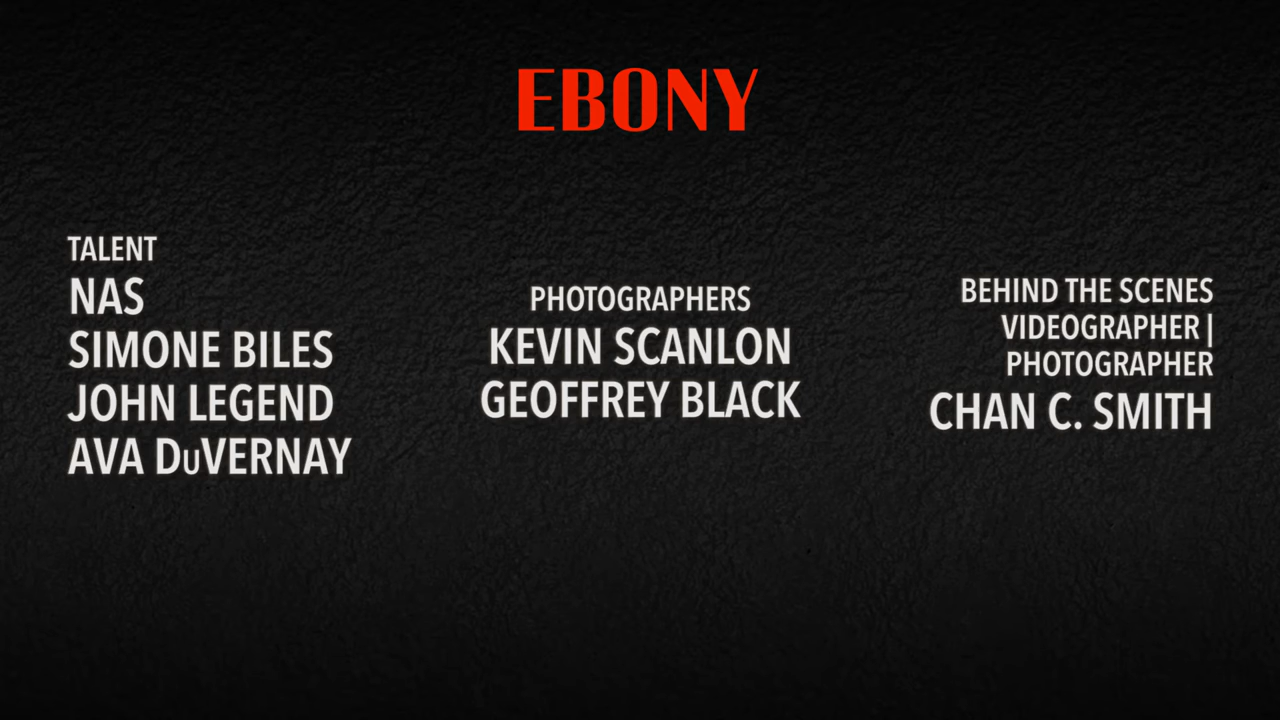 EBONY
TALENT
NAS
SIMONE BILES
JOHN LEGEND
AVA DuVERNAY
PHOTOGRAPHERS
KEVIN SCANLON
GEOFFREY BLACK
BEHIND THE SCENES
VIDEOGRAPHER |
PHOTOGRAPHER
CHAN C. SMITH